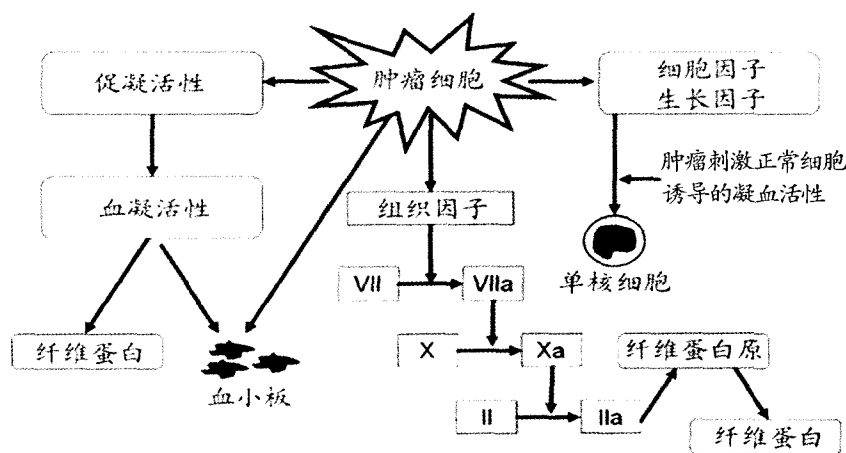 促凝活性
肿瘤细胞
细胞因子
生长因子
肿瘤刺激正常细胞
诱导的凝血活性
血凝活性
组织因子
单核细胞
VII
VIIa
纤维蛋白
血小板
X
Xa
纤维蛋白原
II
IIa
纤维蛋白